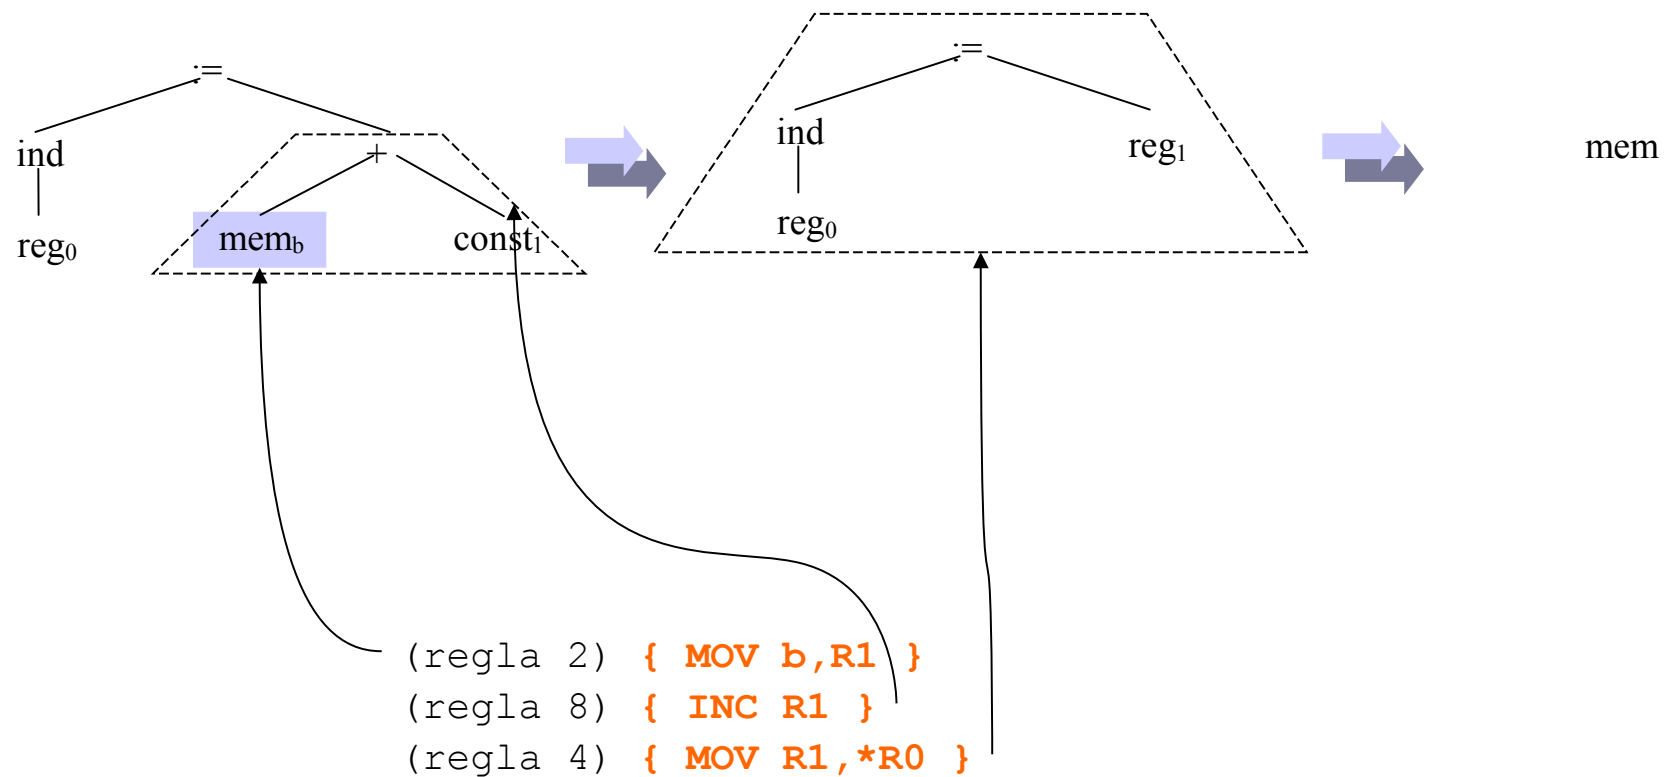 :=
ind
+
reg₀
mem_b
const₁
:=
ind
reg₁
reg₀
mem
(regla 2) { MOV b,R1 }
(regla 8) { INC R1 }
(regla 4) { MOV R1,*R0 }